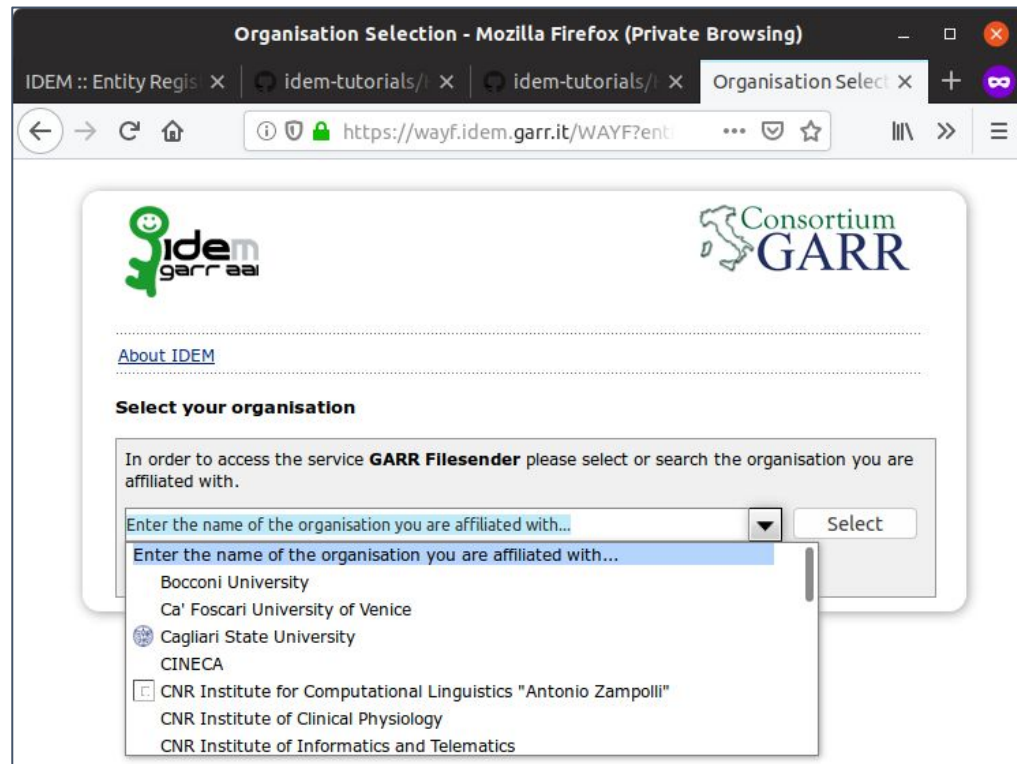 Organisation Selection - Mozilla Firefox (Private Browsing)
IDEM :: Entity Regis
idem-tutorials/
idem-tutorials/
Organisation Select
https://wayf.idem.garr.it/WAYF?enti
idem
garr aai
Consortium
GARR
About IDEM
Select your organisation
In order to access the service GARR Filesender please select or search the organisation you are
affiliated with.
Enter the name of the organisation you are affiliated with...
Select
Enter the name of the organisation you are affiliated with...
Bocconi University
Ca' Foscari University of Venice
Cagliari State University
CINECA
CNR Institute for Computational Linguistics "Antonio Zampolli"
CNR Institute of Clinical Physiology
CNR Institute of Informatics and Telematics